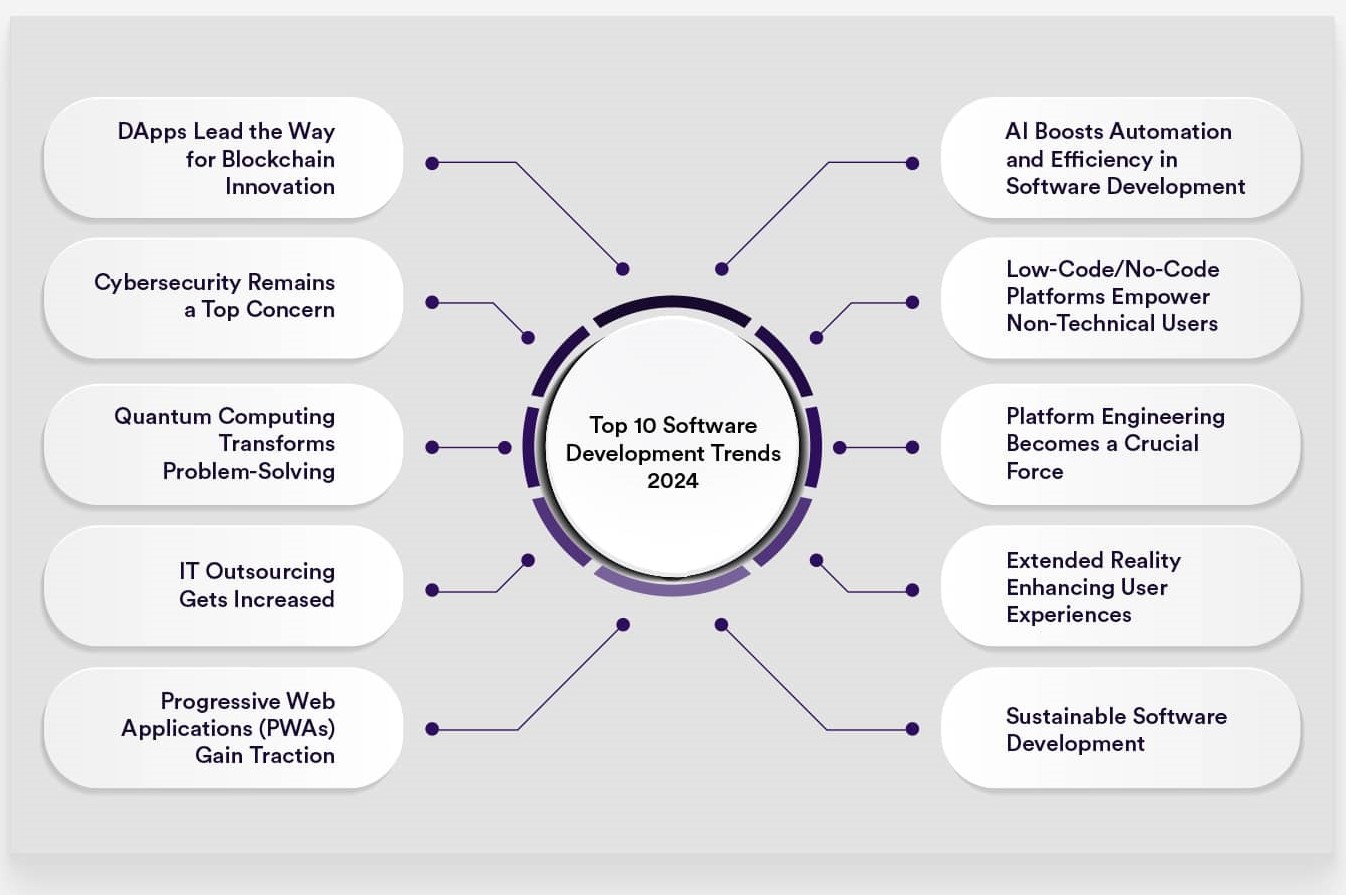 DApps Lead the Way
for Blockchain
Innovation
Cybersecurity Remains
a Top Concern
Quantum Computing
Transforms
Problem-Solving
IT Outsourcing
Gets Increased
Progressive Web
Applications (PWAs)
Gain Traction
Top 10 Software
Development Trends
2024
AI Boosts Automation
and Efficiency in
Software Development
Low-Code/No-Code
Platforms Empower
Non-Technical Users
Platform Engineering
Becomes a Crucial
Force
Extended Reality
Enhancing User
Experiences
Sustainable Software
Development